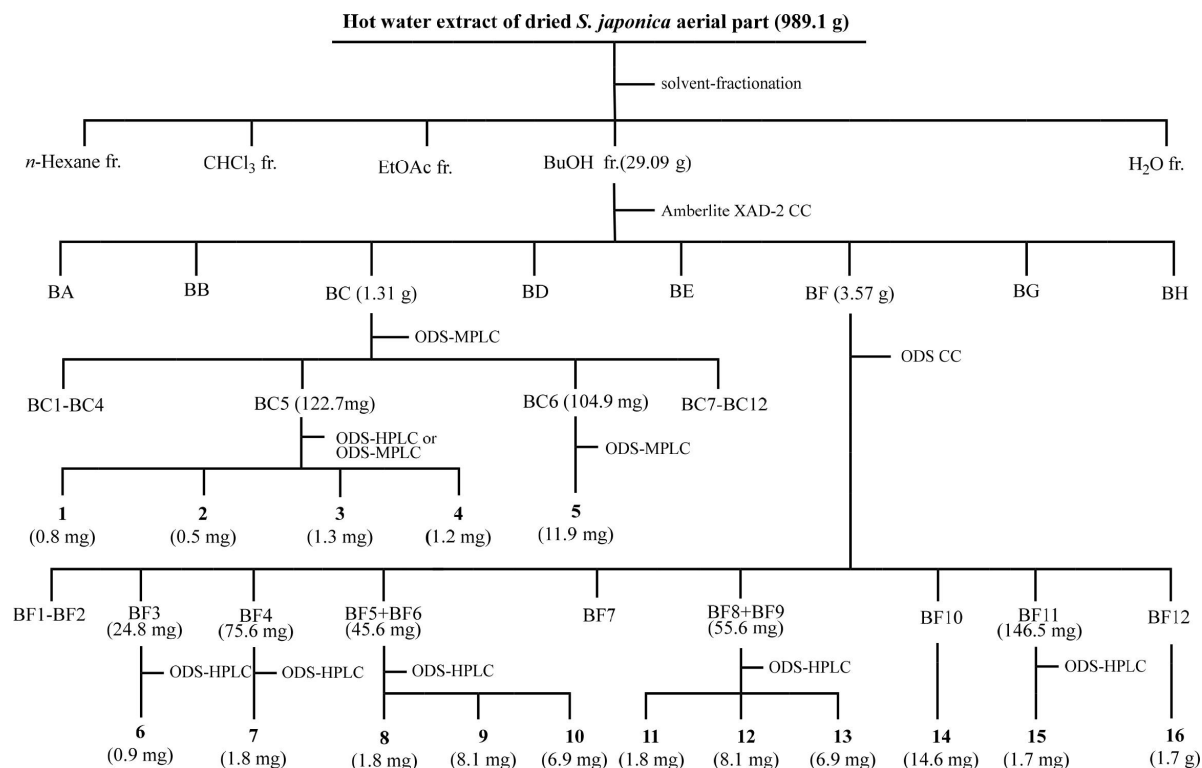 Hot water extract of dried S. japonica aerial part (989.1 g)
solvent-fractionation
n-Hexane fr.
CHCl3 fr.
EtOAc fr.
BuOH fr.(29.09 g)
H2O fr.
Amberlite XAD-2 CC
BA
BB
BC (1.31 g)
BD
BE
BF (3.57 g)
BG
BH
ODS-MPLC
ODS CC
BC1-BC4
BC5 (122.7mg)
BC6 (104.9 mg)
BC7-BC12
ODS-HPLC or
ODS-MPLC
ODS-MPLC
1
(0.8 mg)
2
(0.5 mg)
3
(1.3 mg)
4
(1.2 mg)
5
(11.9 mg)
BF1-BF2
BF3
(24.8 mg)
BF4
(75.6 mg)
BF5+BF6
(45.6 mg)
BF7
BF8+BF9
(55.6 mg)
BF10
BF11
(146.5 mg)
BF12
ODS-HPLC
ODS-HPLC
ODS-HPLC
ODS-HPLC
ODS-HPLC
6
(0.9 mg)
7
(1.8 mg)
8
(1.8 mg)
9
(8.1 mg)
10
(6.9 mg)
11
(1.8 mg)
12
(8.1 mg)
13
(6.9 mg)
14
(14.6 mg)
15
(1.7 mg)
16
(1.7 g)